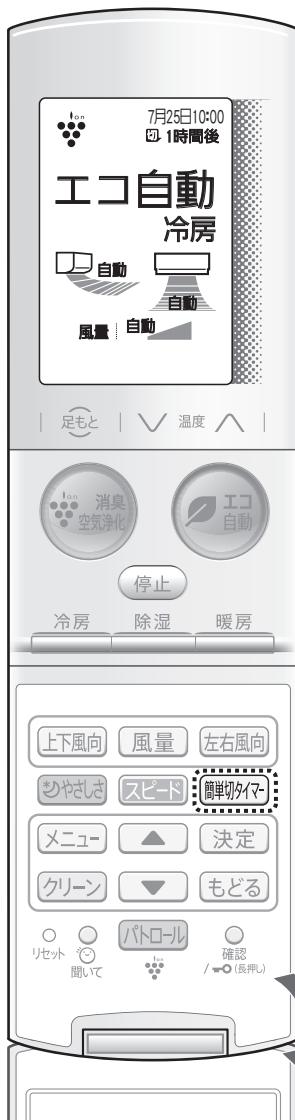 ion
7月25日10:00
切 1時間後
エコ自動
冷房
自動
自動
風量 自動
足もと 温度
ion
消臭
空気浄化
エコ
自動
停止
冷房 除湿 暖房
上下風向 風量 左右風向
やさしさ スピード 簡単切タイマー
メニュー ▲ 決定
クリーン ▼ もどる
リセット
聞いて
パトロール
ion
確認
/ (長押し)